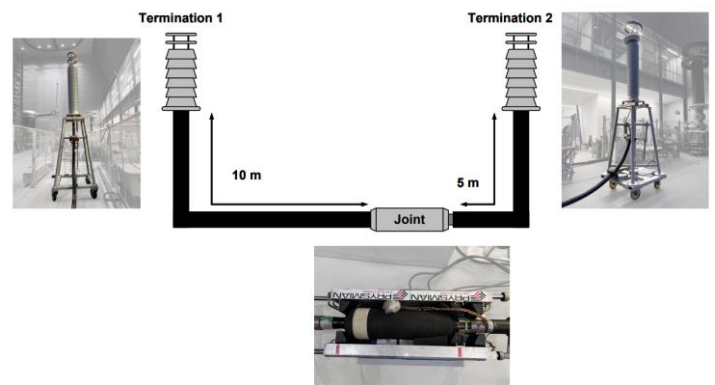 Termination 1
Termination 2
10 m
5 m
Joint
PRYSMIAN
PRYSMIAN